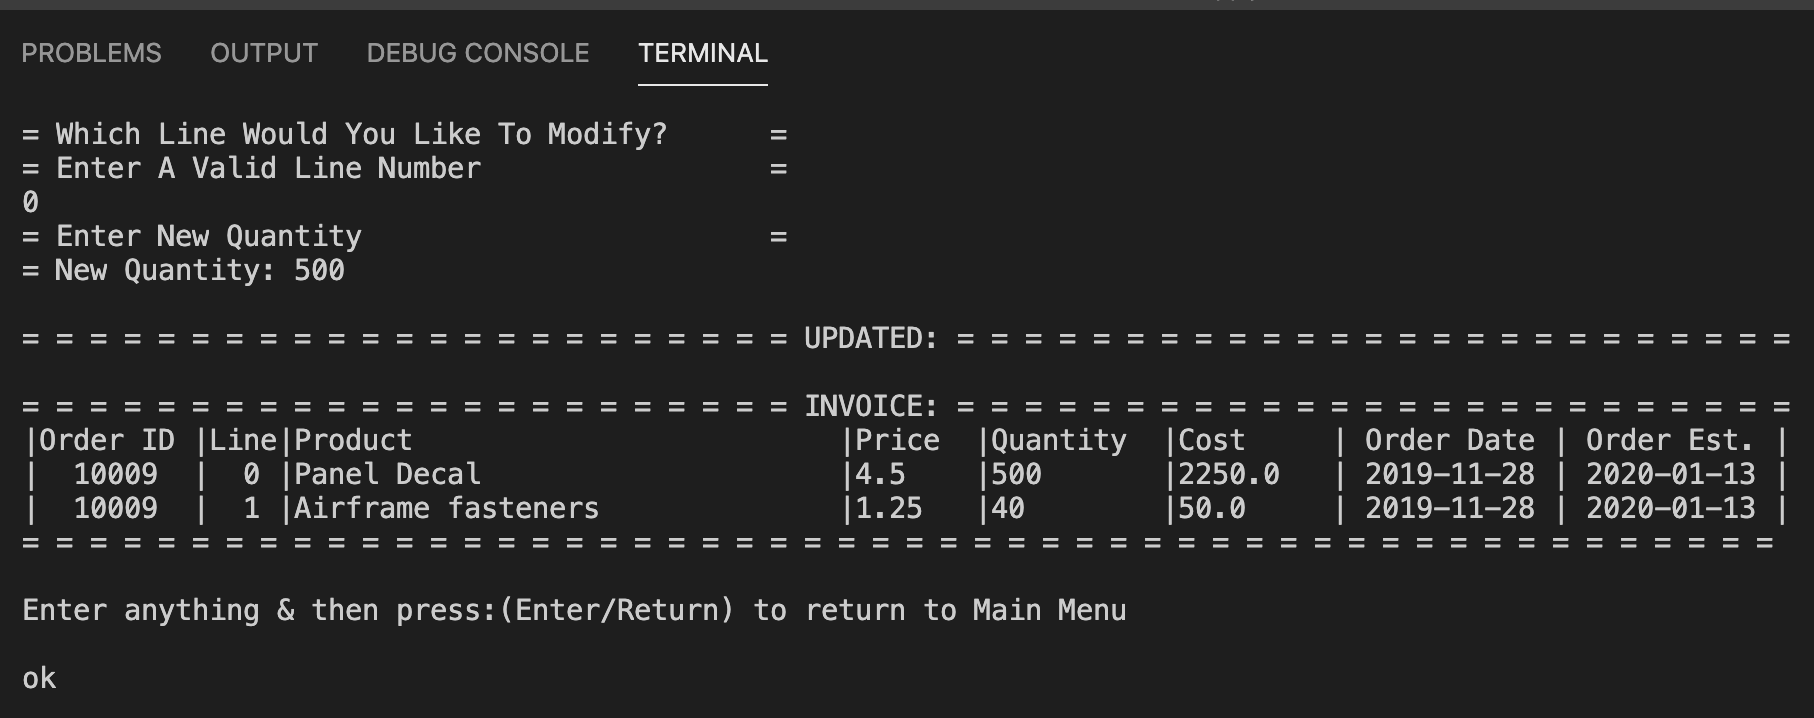 PROBLEMS OUTPUT DEBUG CONSOLE TERMINAL
= Which Line Would You Like To Modify?      =
= Enter A Valid Line Number                 =
0
= Enter New Quantity                        =
= New Quantity: 500
= = = = = = = = = = = = = = = = = = = = = = = UPDATED: = = = = = = = = = = = = = = = = = = = = = = = = =
= = = = = = = = = = = = = = = = = = = = = = = INVOICE: = = = = = = = = = = = = = = = = = = = = = = = = =
|Order ID |Line|Product                         |Price  |Quantity  |Cost     | Order Date | Order Est. |
|  10009  |  0 |Panel Decal                     |4.5    |500       |2250.0   | 2019-11-28 | 2020-01-13 |
|  10009  |  1 |Airframe fasteners              |1.25   |40        |50.0     | 2019-11-28 | 2020-01-13 |
= = = = = = = = = = = = = = = = = = = = = = = = = = = = = = = = = = = = = = = = = = = = = = = = = = = =
Enter anything & then press:(Enter/Return) to return to Main Menu
ok